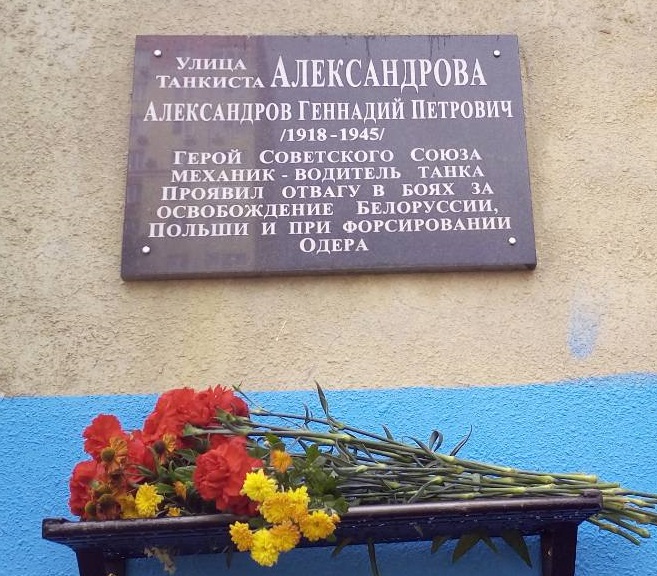 Улица
Танкиста Александрова
Александров Геннадий Петрович
/1918-1945/
Герой Советского Союза
механик - водитель танка
Проявил отвагу в боях за
освобождение Белоруссии,
Польши и при форсировании
Одера